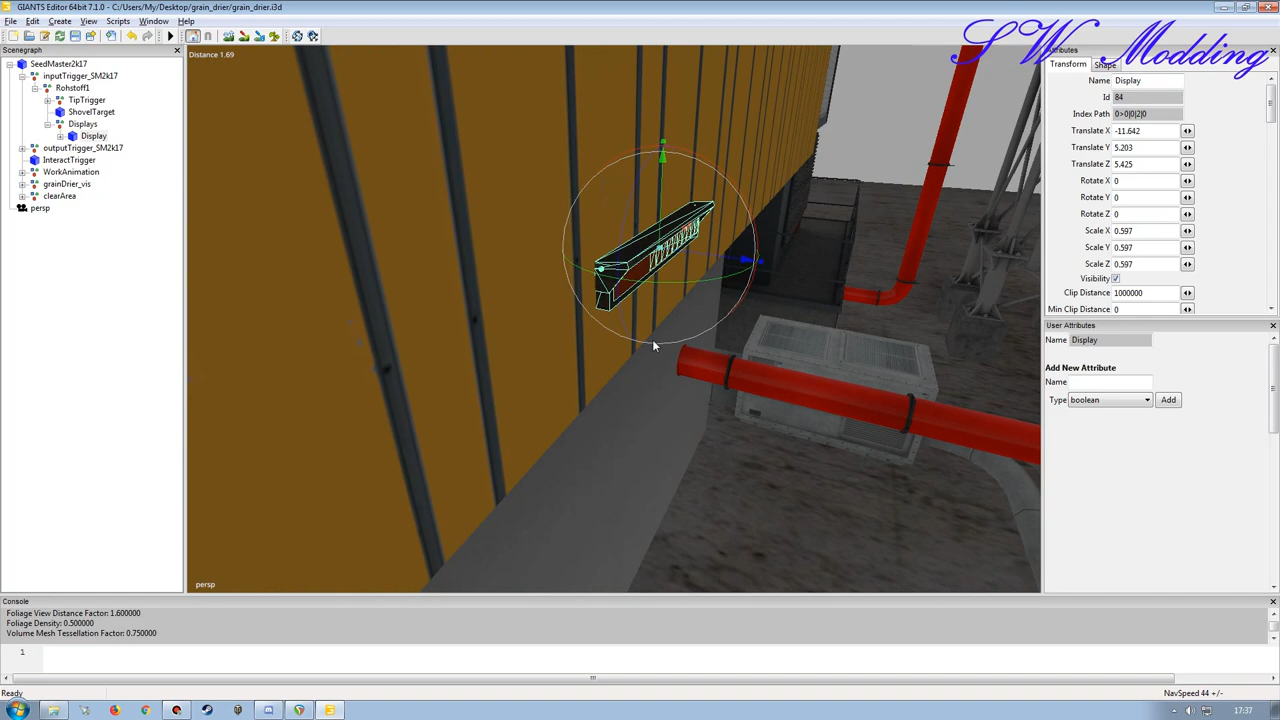 GIANTS Editor 64bit 7.1.0 - C:/Users/My/Desktop/grain_drier/grain_drier.i3d
File Edit Create View Scripts Window Help
SW Modding
Scenegraph
SeedMaster2k17
inputTrigger_SM2k17
Rohstoff1
TipTrigger
ShovelTarget
Displays
Display
outputTrigger_SM2k17
InteractTrigger
WorkAnimation
grainDrier_vis
clearArea
persp
Distance 1.69
persp
Attributes
Transform Shape
Name Display
Id 84
Index Path 0>0|0|2|0
Translate X -11.642
Translate Y 5.203
Translate Z 5.425
Rotate X 0
Rotate Y 0
Rotate Z 0
Scale X 0.597
Scale Y 0.597
Scale Z 0.597
Visibility
Clip Distance 1000000
Min Clip Distance 0
User Attributes
Name Display
Add New Attribute
Name
Type boolean Add
Console
Foliage View Distance Factor: 1.600000
Foliage Density: 0.500000
Volume Mesh Tessellation Factor: 0.750000
1
Ready
NavSpeed 44 +/-
17:37